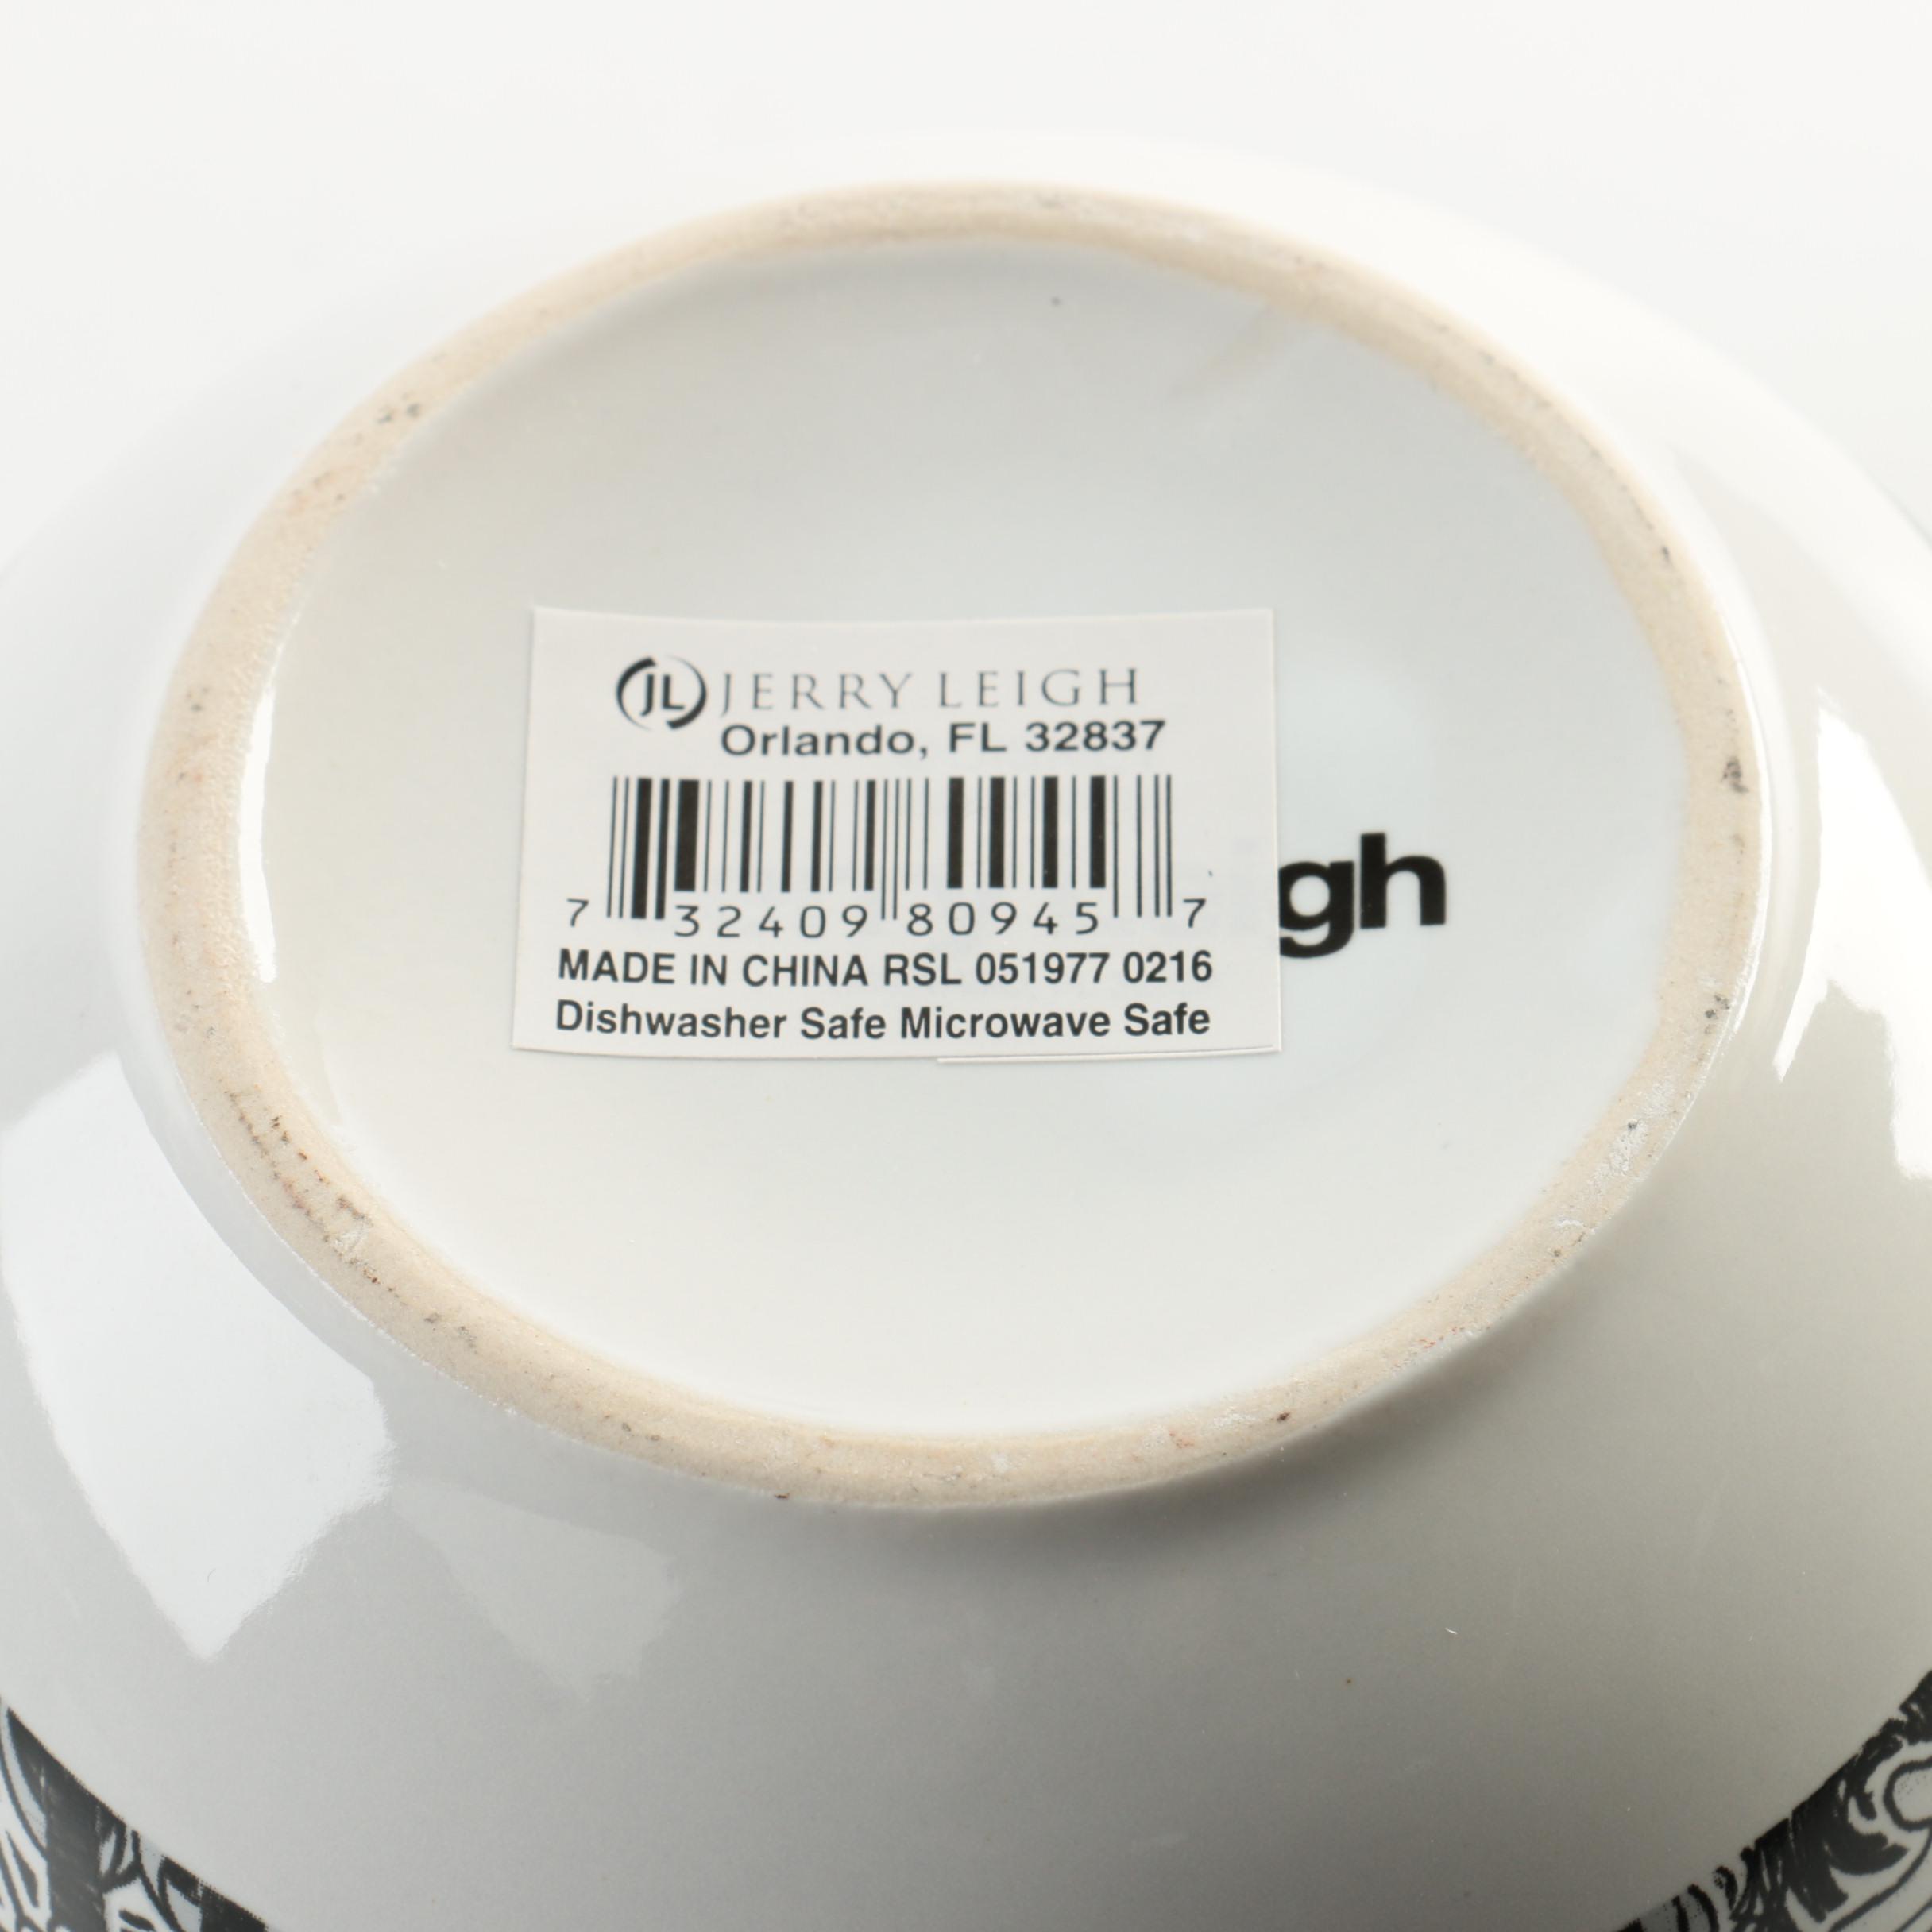 JL JERRY LEIGH
Orlando, FL 32837
7 32409 80945 7
MADE IN CHINA RSL 051977 0216
Dishwasher Safe Microwave Safe